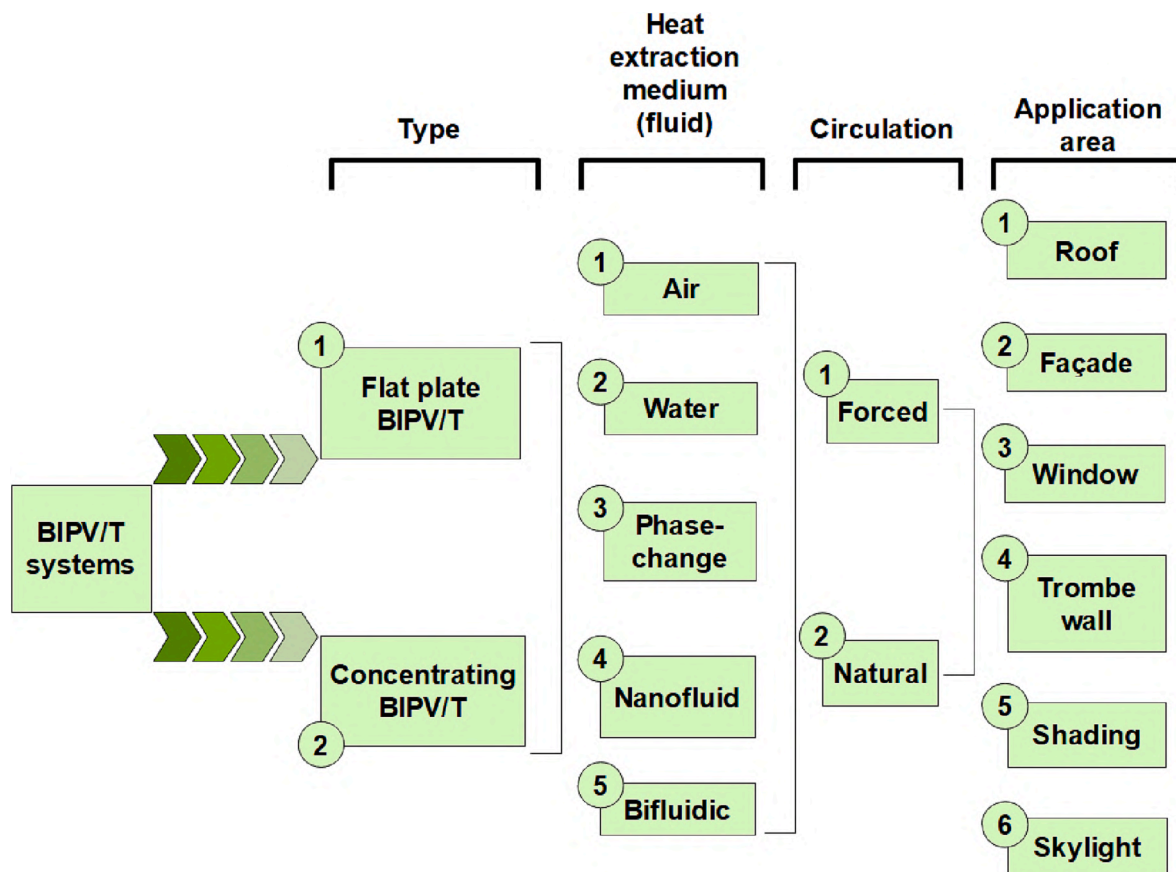 Heat
extraction
medium
(fluid)
Type
Circulation
Application
area
BIPV/T
systems
1
Flat plate
BIPV/T
Concentrating
BIPV/T
2
1
Air
2
Water
3
Phase-
change
4
Nanofluid
5
Bifluidic
1
Forced
2
Natural
1
Roof
2
Façade
3
Window
4
Trombe
wall
5
Shading
6
Skylight